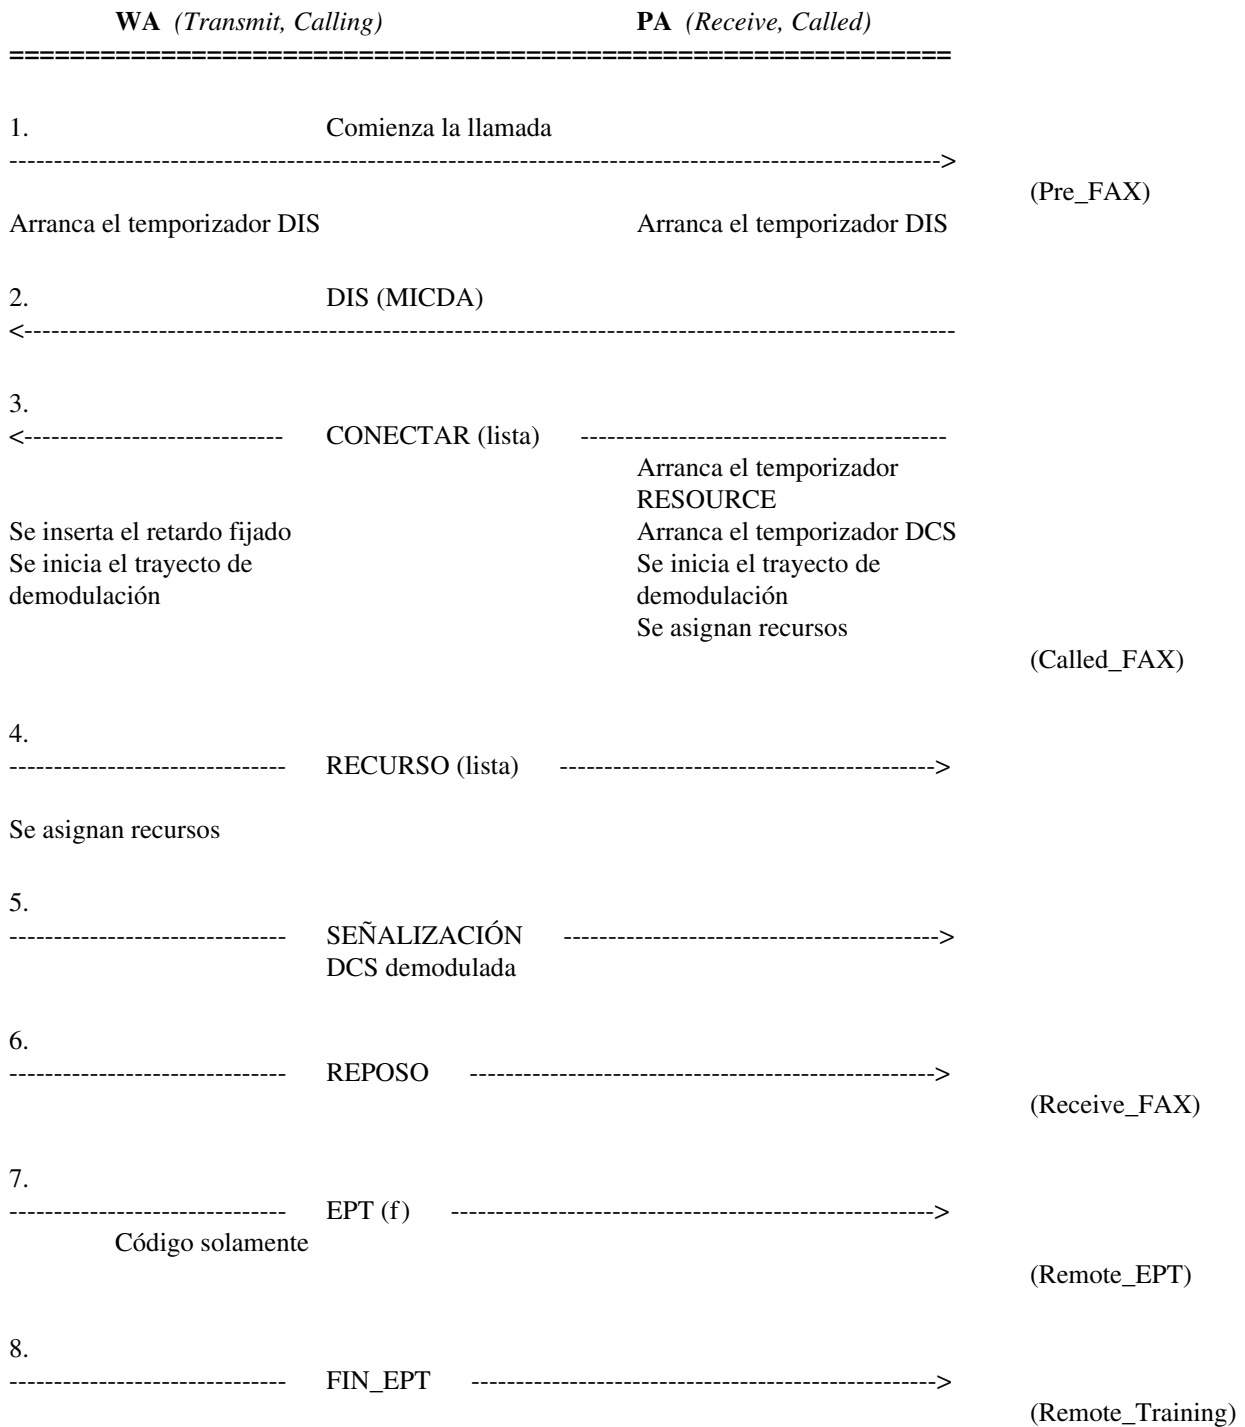 WA (Transmit, Calling) PA (Receive, Called)
==============================================================
1. Comienza la llamada
------------------------------------------------------------------------------------------------------->
(Pre_FAX)
Arranca el temporizador DIS Arranca el temporizador DIS
2. DIS (MICDA)
<-------------------------------------------------------------------------------------------------------
3.
<----------------------------- CONECTAR (lista) -----------------------------------------
Arranca el temporizador
RESOURCE
Se inserta el retardo fijado Arranca el temporizador DCS
Se inicia el trayecto de Se inicia el trayecto de
demodulación demodulación
Se asignan recursos
(Called_FAX)
4.
------------------------------- RECURSO (lista) ------------------------------------------>
Se asignan recursos
5.
------------------------------- SEÑALIZACIÓN ------------------------------------------>
DCS demodulada
6.
------------------------------- REPOSO ---------------------------------------------------->
(Receive_FAX)
7.
------------------------------- EPT (f) ------------------------------------------------------>
Código solamente
(Remote_EPT)
8.
------------------------------- FIN_EPT ---------------------------------------------------->
(Remote_Training)